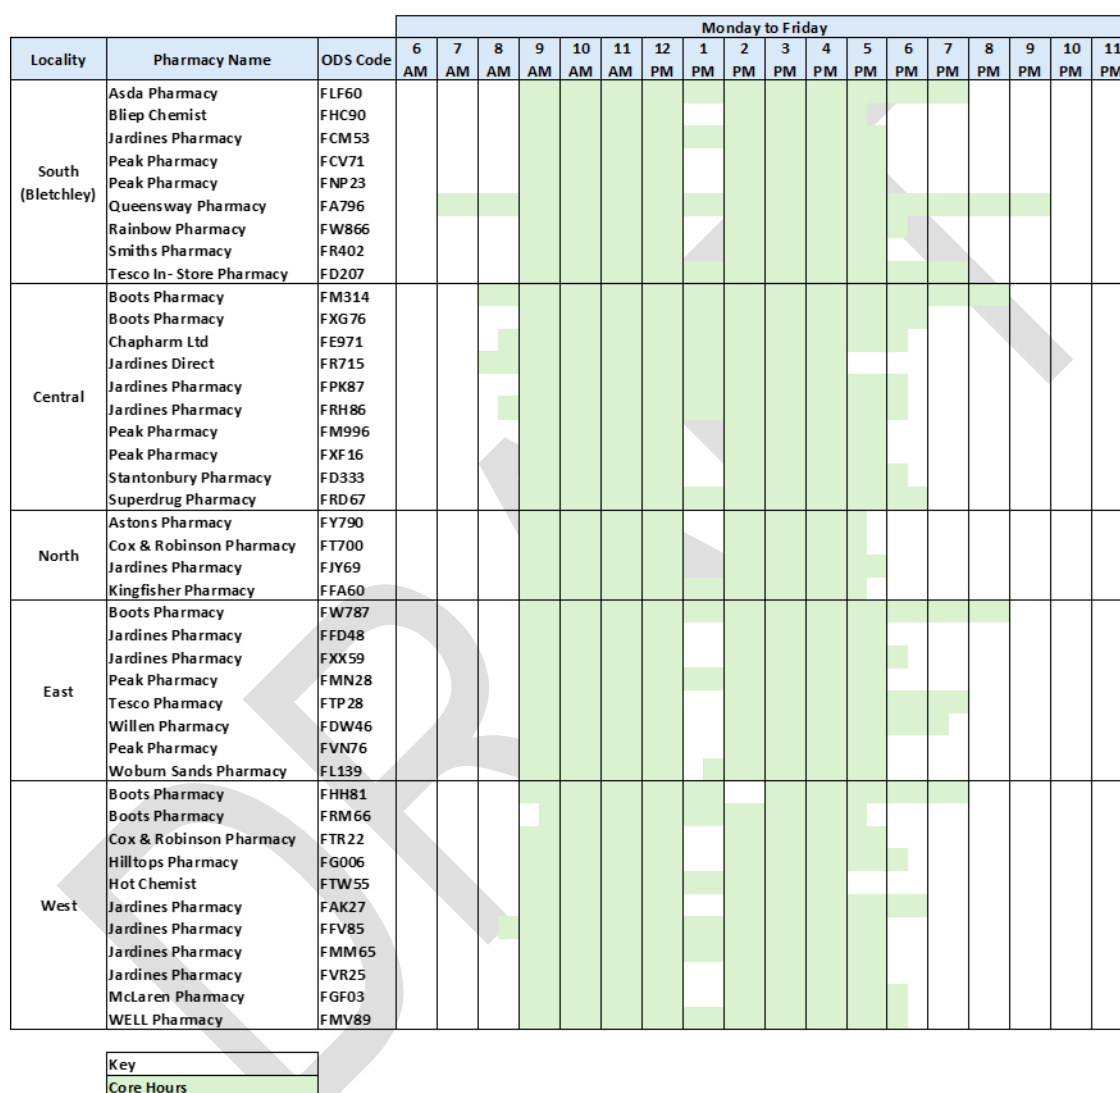 Monday to Friday
Locality Pharmacy Name ODS Code 6 AM 7 AM 8 AM 9 AM 10 AM 11 AM 12 PM 1 PM 2 PM 3 PM 4 PM 5 PM 6 PM 7 PM 8 PM 9 PM 10 PM 11 PM
South (Bletchley)
Asda Pharmacy FLF60
Bliep Chemist FHC90
Jardines Pharmacy FCM53
Peak Pharmacy FCV71
Peak Pharmacy FNP23
Queensway Pharmacy FA796
Rainbow Pharmacy FW866
Smiths Pharmacy FR402
Tesco In- Store Pharmacy FD207
Central
Boots Pharmacy FM314
Boots Pharmacy FXG76
Chapharm Ltd FE971
Jardines Direct FR715
Jardines Pharmacy FPK87
Jardines Pharmacy FRH86
Peak Pharmacy FM996
Peak Pharmacy FXF16
Stantonbury Pharmacy FD333
Superdrug Pharmacy FRD67
North
Astons Pharmacy FY790
Cox & Robinson Pharmacy FT700
Jardines Pharmacy FJY69
Kingfisher Pharmacy FFA60
East
Boots Pharmacy FW787
Jardines Pharmacy FFD48
Jardines Pharmacy FXX59
Peak Pharmacy FMN28
Tesco Pharmacy FTP28
Willen Pharmacy FDW46
Peak Pharmacy FVN76
Woburn Sands Pharmacy FL139
West
Boots Pharmacy FHH81
Boots Pharmacy FRM66
Cox & Robinson Pharmacy FTR22
Hilltops Pharmacy FG006
Hot Chemist FTW55
Jardines Pharmacy FAK27
Jardines Pharmacy FFV85
Jardines Pharmacy FMM65
Jardines Pharmacy FVR25
McLaren Pharmacy FGF03
WELL Pharmacy FMV89
Key
Core Hours
DRAFT